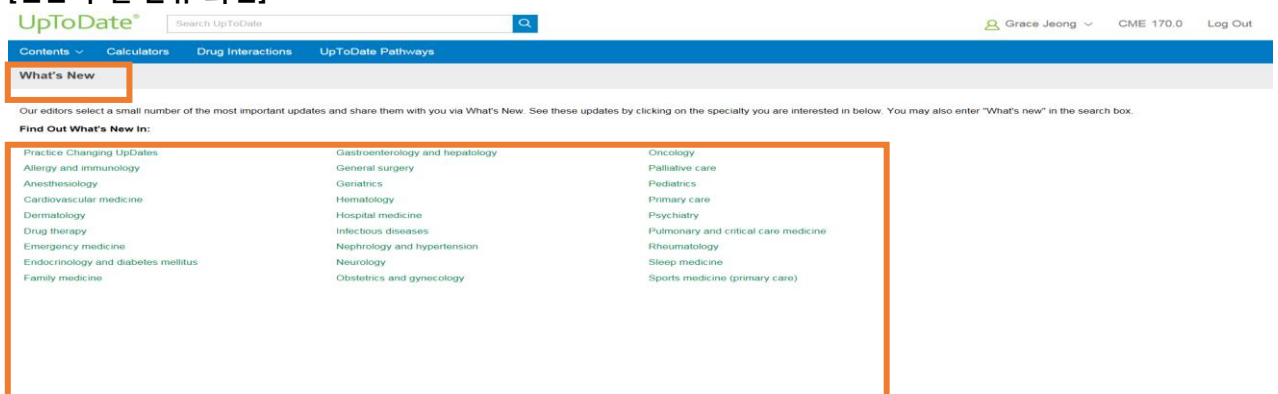 UpToDate® Search UpToDate Grace Jeong CME 170.0 Log Out
Contents Calculators Drug Interactions UpToDate Pathways
What's New
Our editors select a small number of the most important updates and share them with you via What's New. See these updates by clicking on the specialty you are interested in below. You may also enter "What's new" in the search box.
Find Out What's New In:
Practice Changing UpDates
Allergy and immunology
Anesthesiology
Cardiovascular medicine
Dermatology
Drug therapy
Emergency medicine
Endocrinology and diabetes mellitus
Family medicine
Gastroenterology and hepatology
General surgery
Geriatrics
Hematology
Hospital medicine
Infectious diseases
Nephrology and hypertension
Neurology
Obstetrics and gynecology
Oncology
Palliative care
Pediatrics
Primary care
Psychiatry
Pulmonary and critical care medicine
Rheumatology
Sleep medicine
Sports medicine (primary care)